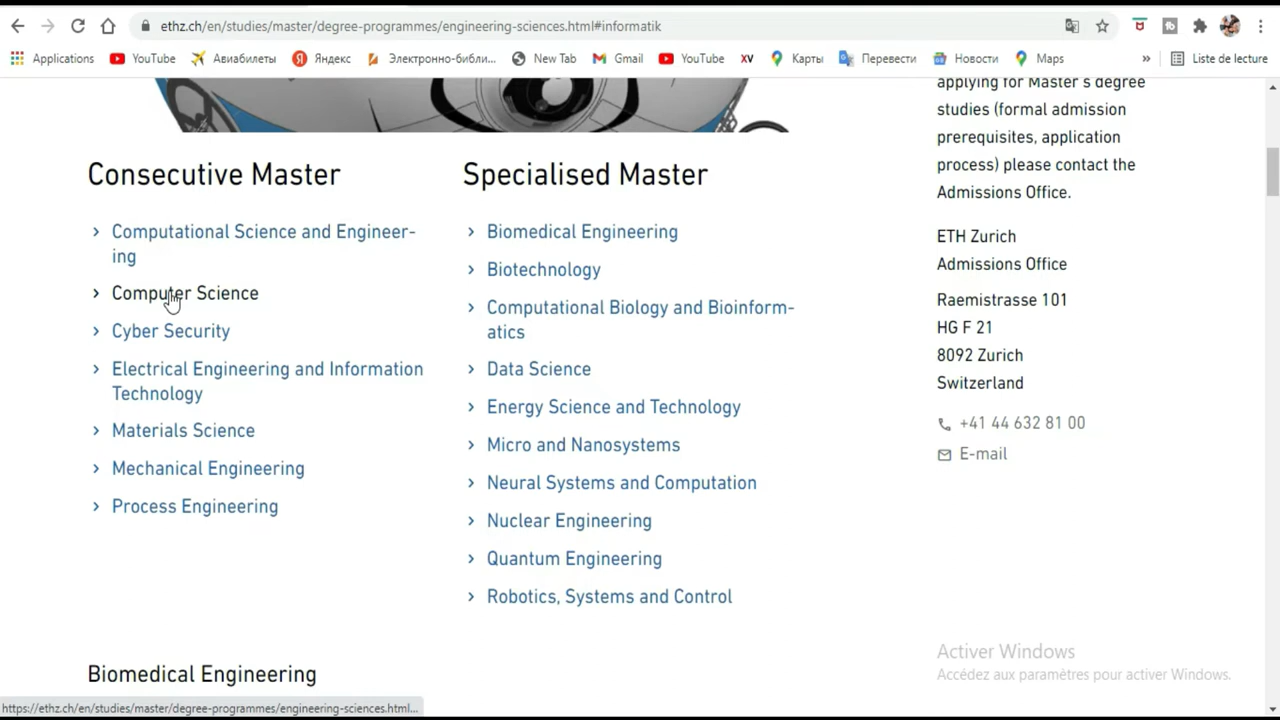 ethz.ch/en/studies/master/degree-programmes/engineering-sciences.html#informatik
Applications
YouTube
Авиабилеты
Яндекс
Электронно-библи...
New Tab
Gmail
YouTube
XV
Карты
Перевести
Новости
Maps
»
Liste de lecture
Consecutive Master
Computational Science and Engineer-
ing
Computer Science
Cyber Security
Electrical Engineering and Information
Technology
Materials Science
Mechanical Engineering
Process Engineering
Specialised Master
Biomedical Engineering
Biotechnology
Computational Biology and Bioinform-
atics
Data Science
Energy Science and Technology
Micro and Nanosystems
Neural Systems and Computation
Nuclear Engineering
Quantum Engineering
Robotics, Systems and Control
Biomedical Engineering
applying for Master's degree
studies (formal admission
prerequisites, application
process) please contact the
Admissions Office.
ETH Zurich
Admissions Office
Raemistrasse 101
HG F 21
8092 Zurich
Switzerland
+41 44 632 81 00
E-mail
Activer Windows
Accédez aux paramètres pour activer Windows.
https://ethz.ch/en/studies/master/degree-programmes/engineering-sciences.html...